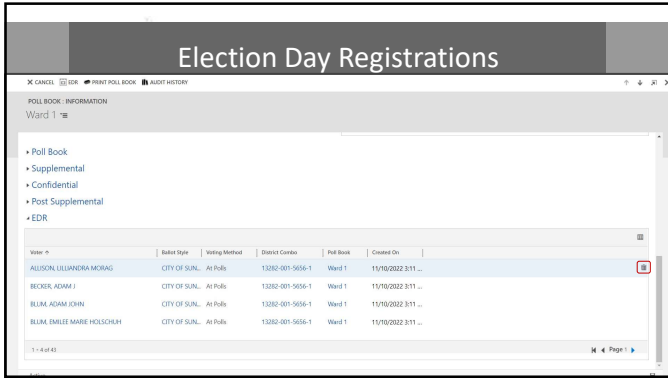 Election Day Registrations
X CANCEL EDR PRINT POLL BOOK AUDIT HISTORY
POLL BOOK : INFORMATION
Ward 1
Poll Book
Supplemental
Confidential
Post Supplemental
EDR
Voter Ballot Style Voting Method District Combo Poll Book Created On
ALLISON, LILLIANDRA MORAG CITY OF SUN... At Polls 13282-001-5656-1 Ward 1 11/10/2022 3:11 ...
BECKER, ADAM J CITY OF SUN... At Polls 13282-001-5656-1 Ward 1 11/10/2022 3:11 ...
BLUM, ADAM JOHN CITY OF SUN... At Polls 13282-001-5656-1 Ward 1 11/10/2022 3:11 ...
BLUM, EMILEE MARIE HOLSCHUH CITY OF SUN... At Polls 13282-001-5656-1 Ward 1 11/10/2022 3:11 ...
1 - 4 of 43 Page 1